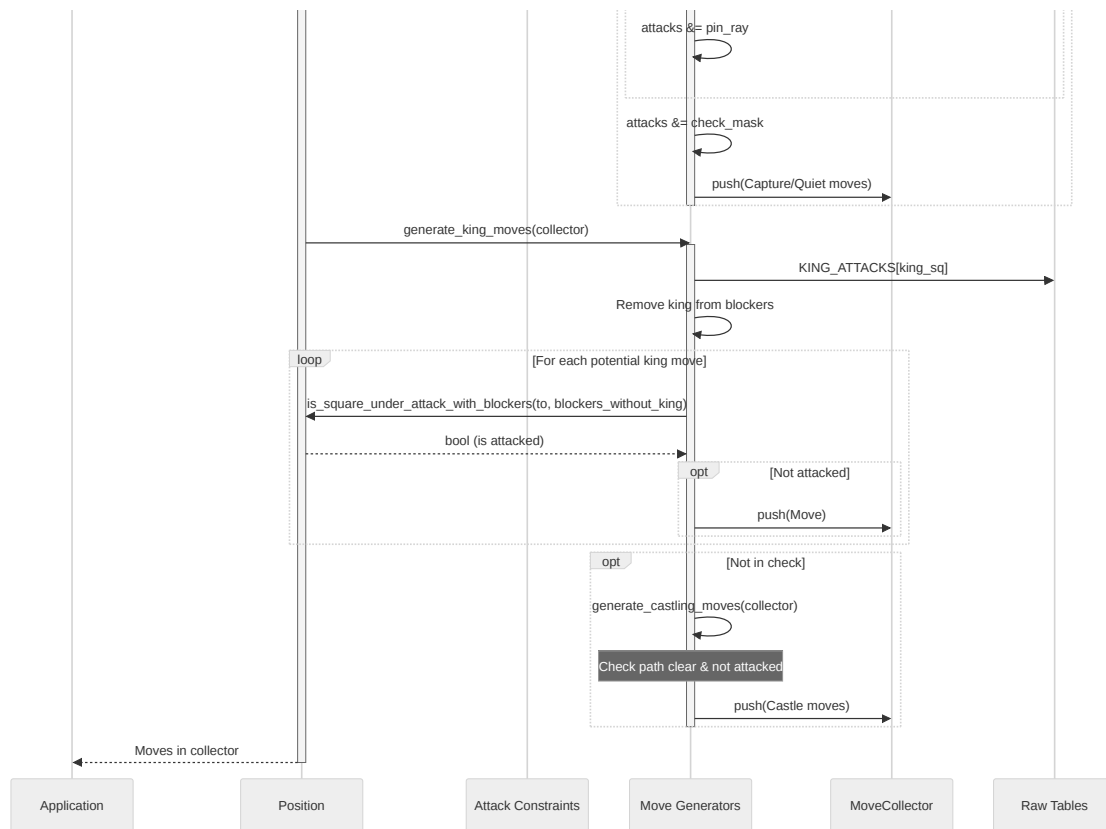 attacks &= pin_ray
attacks &= check_mask
push(Capture/Quiet moves)
generate_king_moves(collector)
KING_ATTACKS[king_sq]
Remove king from blockers
loop
[For each potential king move]
is_square_under_attack_with_blockers(to, blockers_without_king)
bool (is attacked)
opt
[Not attacked]
push(Move)
opt
[Not in check]
generate_castling_moves(collector)
Check path clear & not attacked
push(Castle moves)
Moves in collector
Application
Position
Attack Constraints
Move Generators
MoveCollector
Raw Tables